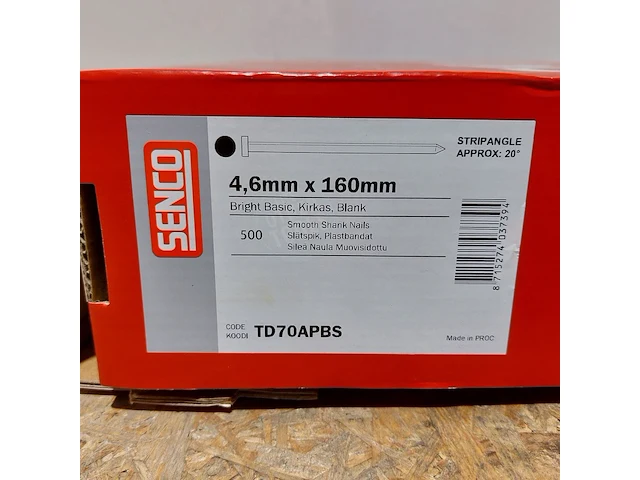 SENCO
STRIPANGLE
APPROX: 20°
4,6mm x 160mm
Bright Basic, Kirkas, Blank
500
Smooth Shank Nails
Slätspik, Plastbandat
Sileä Naula Muovisidottu
8 715274 037394
CODE
KOODI
TD70APBS
Made in PROC